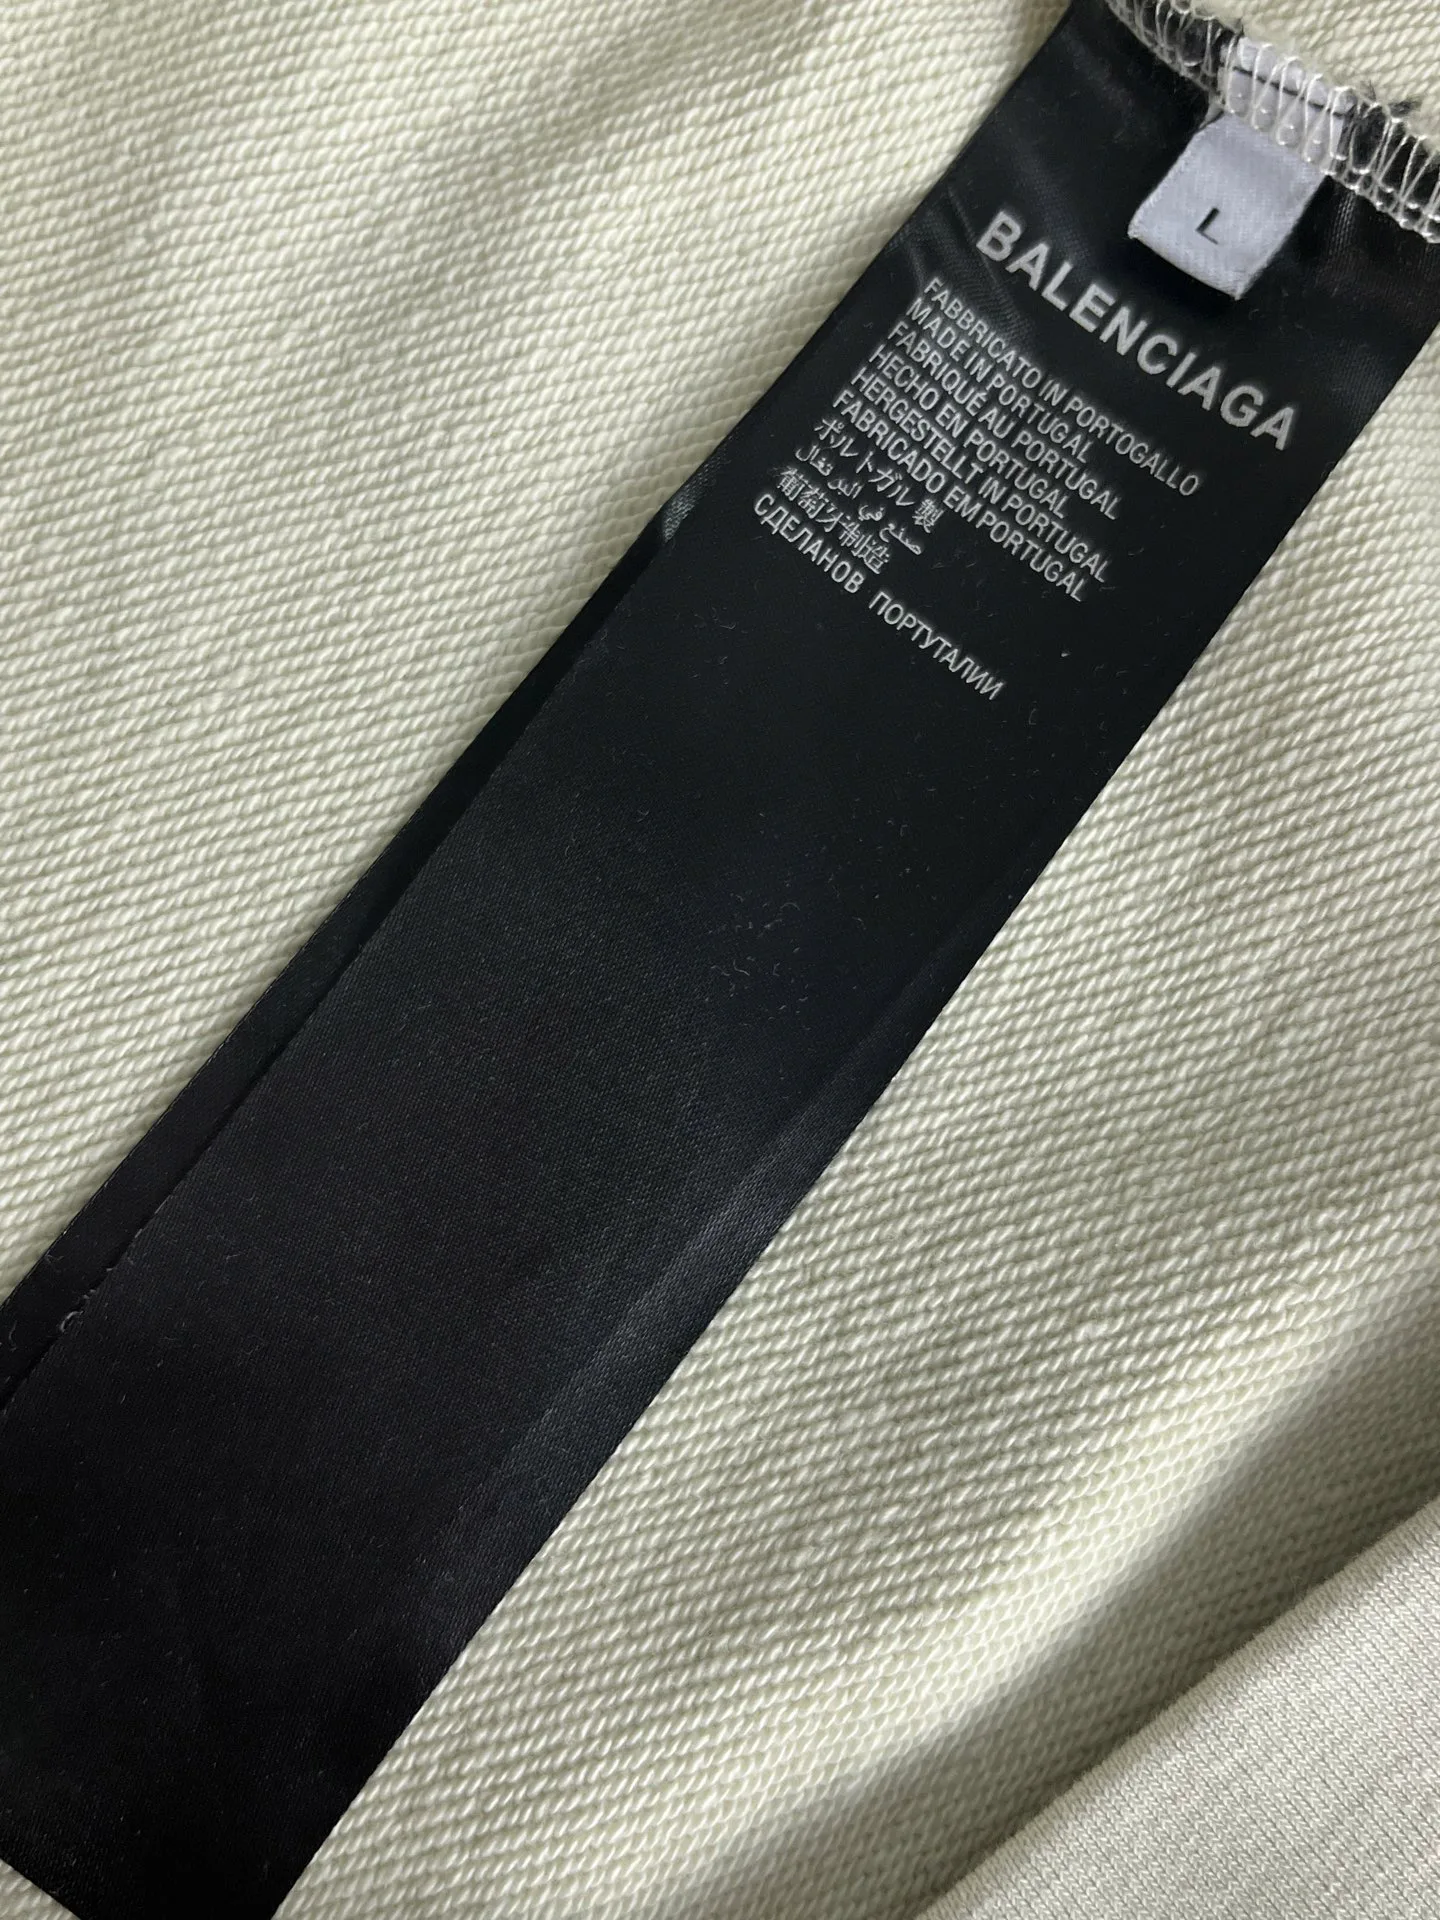 L
BALENCIAGA
FABBRICATO IN PORTOGALLO
MADE IN PORTUGAL
FABRIQUÉ AU PORTUGAL
HECHO EN PORTUGAL
HERGESTELLT IN PORTUGAL
FABRICADO EM PORTUGAL
ポルトガル 製
صنع في البرتغال
葡萄牙制造
СДЕЛАНОВ ПОРТУТАЛИИ